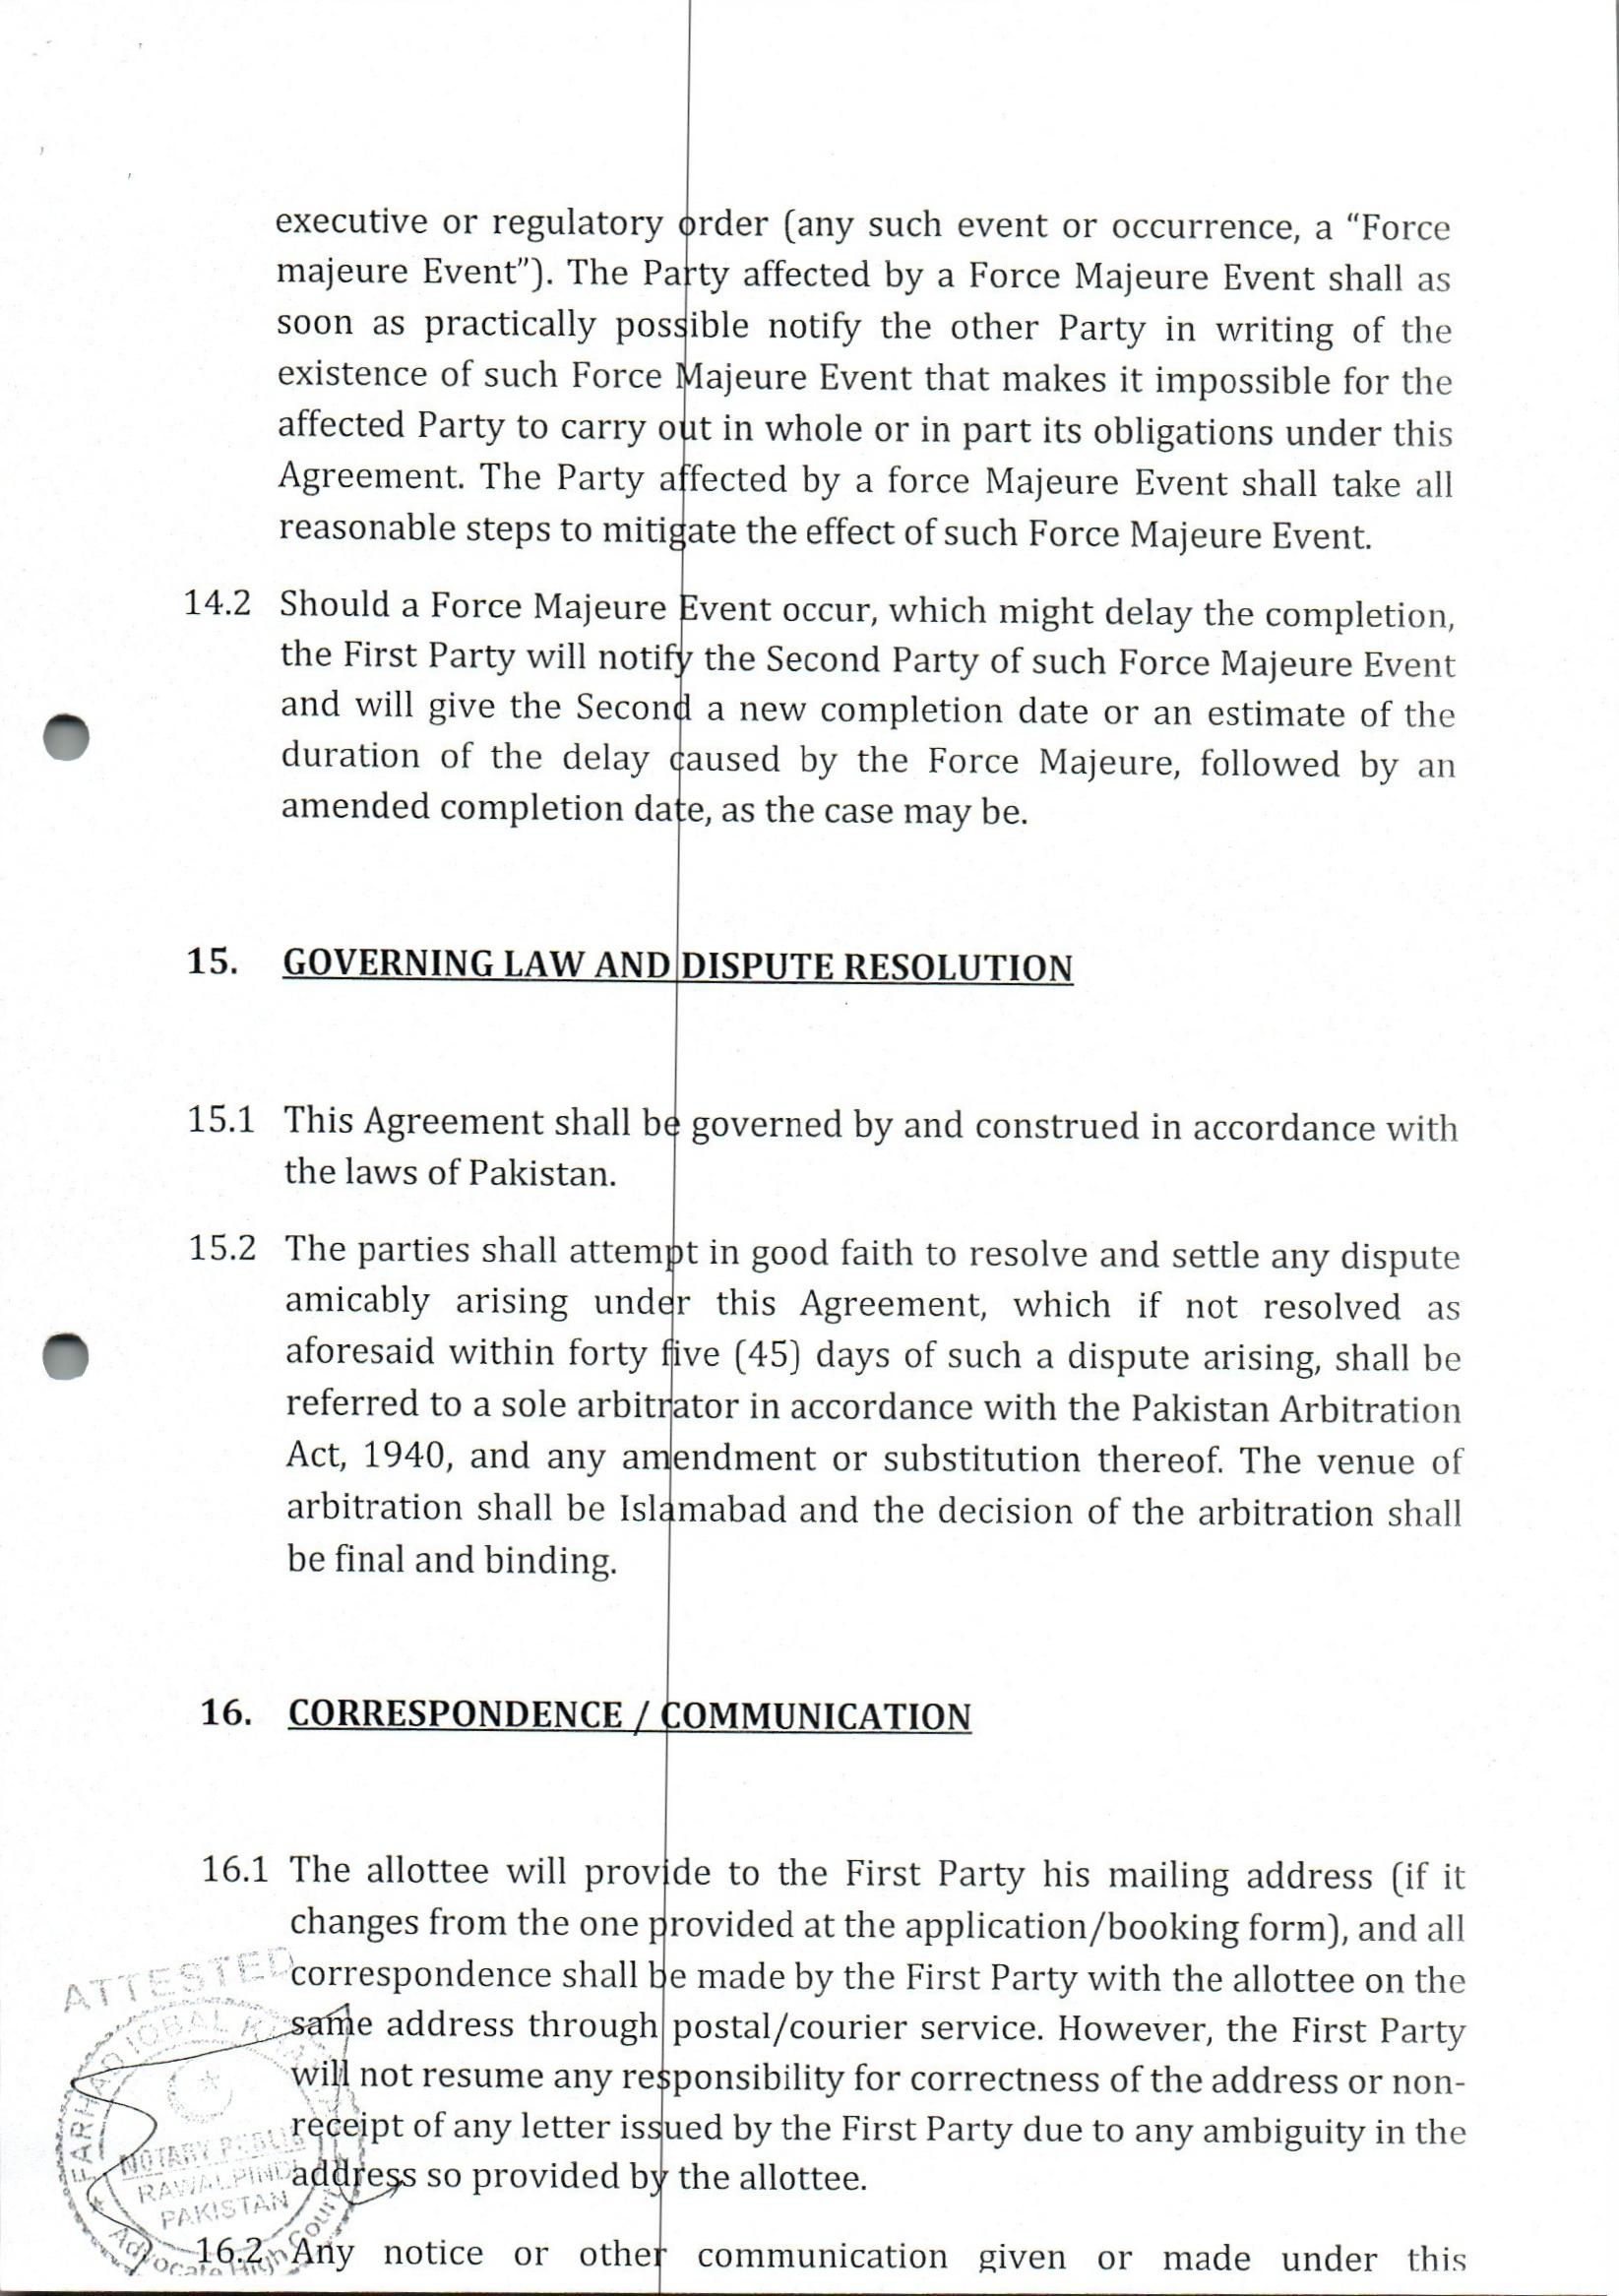 executive or regulatory order (any such event or occurrence, a “Force
majeure Event”). The Party affected by a Force Majeure Event shall as
soon as practically possible notify the other Party in writing of the
existence of such Force Majeure Event that makes it impossible for the
affected Party to carry out in whole or in part its obligations under this
Agreement. The Party affected by a force Majeure Event shall take all
reasonable steps to mitigate the effect of such Force Majeure Event.
14.2 Should a Force Majeure Event occur, which might delay the completion,
the First Party will notify the Second Party of such Force Majeure Event
and will give the Second a new completion date or an estimate of the
duration of the delay caused by the Force Majeure, followed by an
amended completion date, as the case may be.
15. GOVERNING LAW AND DISPUTE RESOLUTION
15.1 This Agreement shall be governed by and construed in accordance with
the laws of Pakistan.
15.2 The parties shall attempt in good faith to resolve and settle any dispute
amicably arising under this Agreement, which if not resolved as
aforesaid within forty five (45) days of such a dispute arising, shall be
referred to a sole arbitrator in accordance with the Pakistan Arbitration
Act, 1940, and any amendment or substitution thereof. The venue of
arbitration shall be Islamabad and the decision of the arbitration shall
be final and binding.
16. CORRESPONDENCE / COMMUNICATION
16.1 The allottee will provide to the First Party his mailing address (if it
changes from the one provided at the application/booking form), and all
correspondence shall be made by the First Party with the allottee on the
same address through postal/courier service. However, the First Party
will not resume any responsibility for correctness of the address or non-
receipt of any letter issued by the First Party due to any ambiguity in the
address so provided by the allottee.
16.2 Any notice or other communication given or made under this
ATTESTED
FARHAD IQBAL
NOTARY PUBLIC
RAWALPINDI
PAKISTAN
Advocate High Court